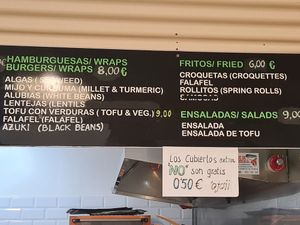 HAMBURGUESAS/ WRAPS
BURGERS/ WRAPS 8,00 €
ALGAS (SEAWEED)
MIJO Y CURCUMA (MILLET & TURMERIC)
ALUBIAS (WHITE BEANS)
LENTEJAS (LENTILS
TOFU CON VERDURAS ( TOFU & VEG.) 9.00
FALAFEL(FALAFEL)
AZUKI (BLACK BEANS)
FRITOS/ FRIED 6,00 €
CROQUETAS (CROQUETTES)
FALAFEL
ROLLITOS (SPRING ROLLS)
SAMOSAS
ENSALADAS/ SALADS 9,00
ENSALADA
ENSALADA DE TOFU
Los Cubiertos extra
"NO" son gratis
0'50 €